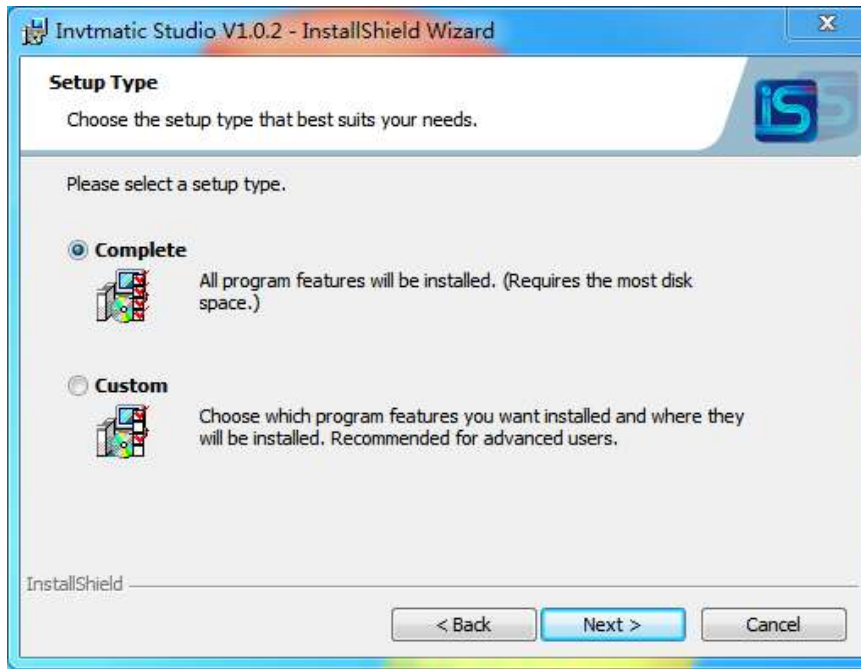 Invtmatic Studio V1.0.2 - InstallShield Wizard
Setup Type
Choose the setup type that best suits your needs.
iS
Please select a setup type.
Complete
All program features will be installed. (Requires the most disk
space.)
Custom
Choose which program features you want installed and where they
will be installed. Recommended for advanced users.
InstallShield
< Back
Next >
Cancel